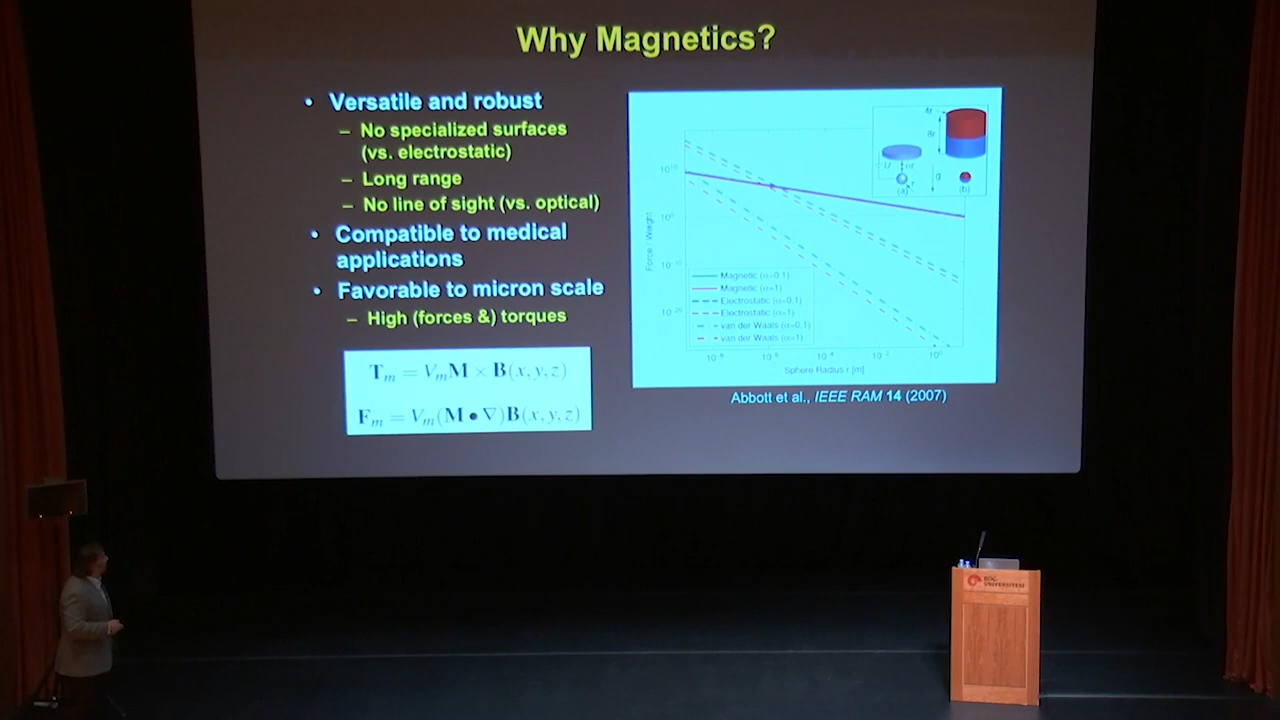 Why Magnetics?
• Versatile and robust
– No specialized surfaces
(vs. electrostatic)
– Long range
– No line of sight (vs. optical)
• Compatible to medical
applications
• Favorable to micron scale
– High (forces &) torques
T_m = V_m M × B(x, y, z)
F_m = V_m(M • ∇)B(x, y, z)
4r
8r
g
(a)
(b)
Force / Weight
Magnetic (α=0.1)
Magnetic (α=1)
Electrostatic (α=0.1)
Electrostatic (α=1)
van der Waals (α=0.1)
van der Waals (α=1)
Sphere Radius r [m]
Abbott et al., IEEE RAM 14 (2007)
KOÇ
ÜNİVERSİTESİ